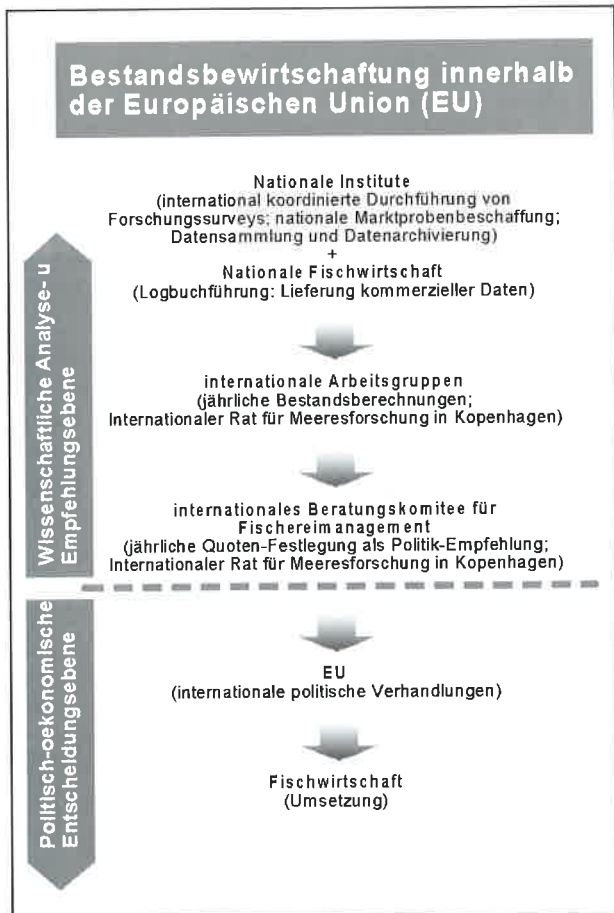 Bestandsbewirtschaftung innerhalb
der Europäischen Union (EU)
Nationale Institute
(international koordinierte Durchführung von
Forschungssurveys; nationale Marktprobenbeschaffung;
Datensammlung und Datenarchivierung)
+
Nationale Fischwirtschaft
(Logbuchführung: Lieferung kommerzieller Daten)
internationale Arbeitsgruppen
(jährliche Bestandsberechnungen;
Internationaler Rat für Meeresforschung in Kopenhagen)
internationales Beratungskomitee für
Fischereimanagement
(jährliche Quoten-Festlegung als Politik-Empfehlung;
Internationaler Rat für Meeresforschung in Kopenhagen)
Wissenschaftliche Analyse- u
Empfehlungsebene
EU
(internationale politische Verhandlungen)
Fischwirtschaft
(Umsetzung)
Politisch-oekonomische
Entscheidungsebene